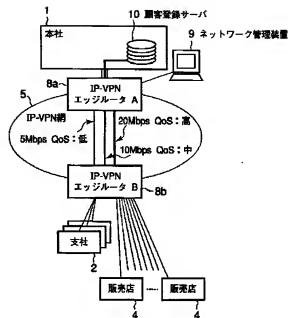 1
本社
10 顧客登録サーバ
9 ネットワーク管理装置
8a
IP-VPN
エッジルータ A
5
IP-VPN網
5Mbps QoS：低
20Mbps QoS：高
10Mbps QoS：中
IP-VPN
エッジルータ B
8b
支社
2
販売店
販売店
4
4